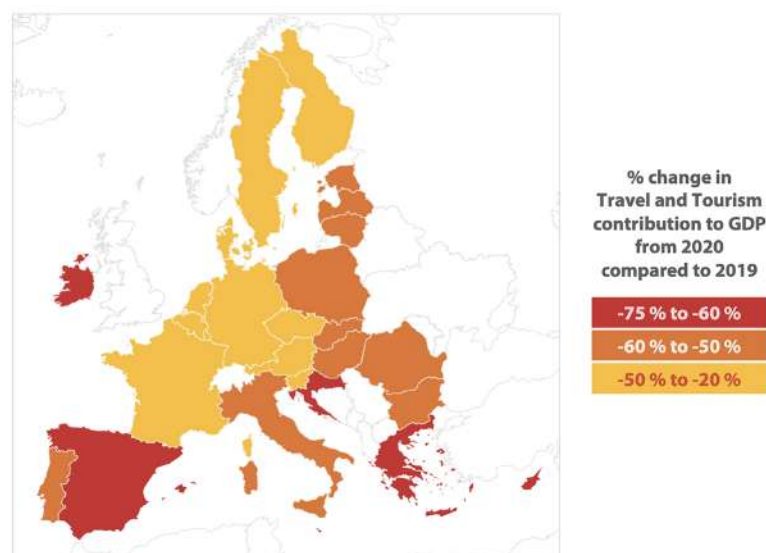 % change in
Travel and Tourism
contribution to GDP
from 2020
compared to 2019
-75 % to -60 %
-60 % to -50 %
-50 % to -20 %